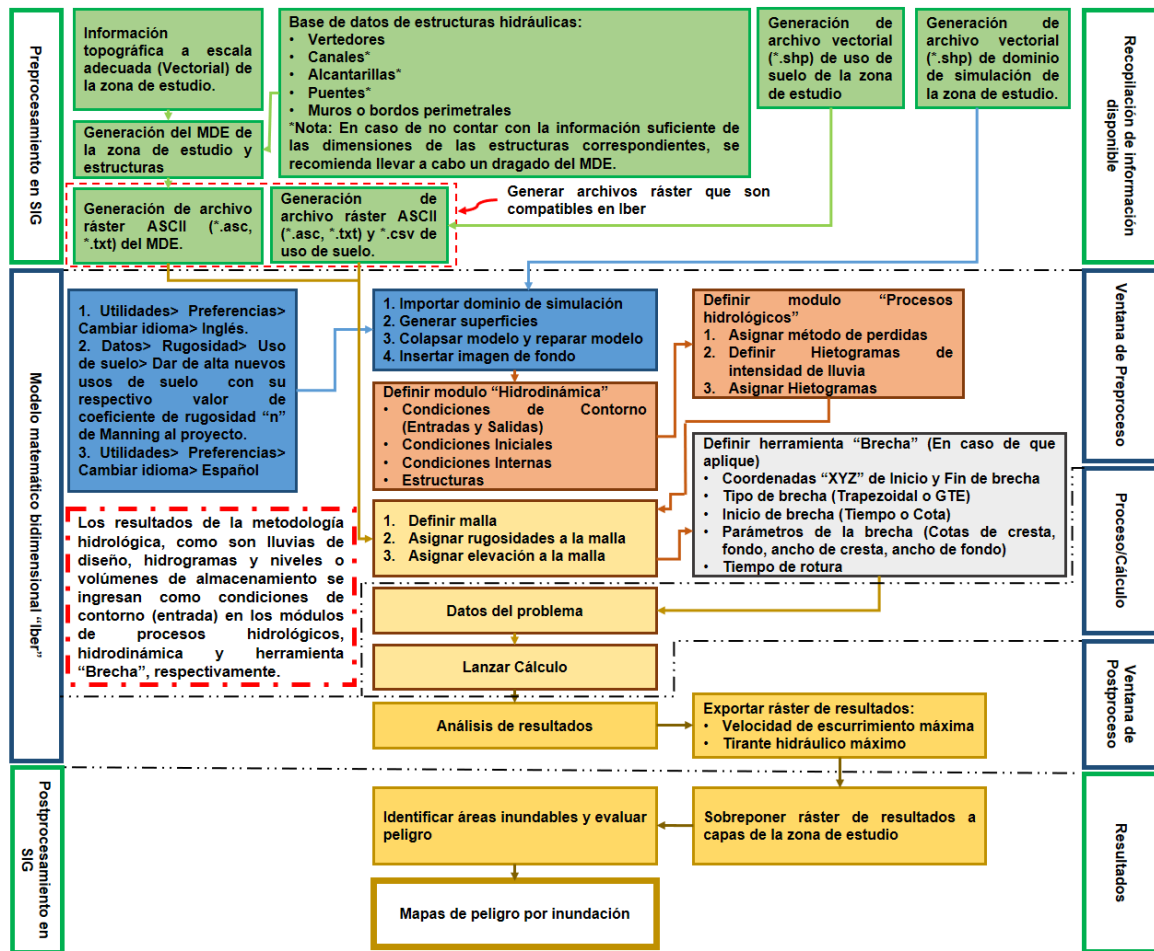 Preprocesamiento en SIG
Información
topográfica a escala
adecuada (Vectorial) de
la zona de estudio.
Base de datos de estructuras hidráulicas:
• Vertedores
• Canales*
• Alcantarillas*
• Puentes*
• Muros o bordos perimetrales
*Nota: En caso de no contar con la información suficiente de
las dimensiones de las estructuras correspondientes, se
recomienda llevar a cabo un dragado del MDE.
Generación de
archivo vectorial
(*.shp) de uso de
suelo de la zona
de estudio
Generación de
archivo vectorial
(*.shp) de dominio
de simulación de
la zona de estudio.
Recopilación de información
disponible
Generación del MDE de
la zona de estudio y
estructuras
Generación de archivo
ráster ASCII (*.asc,
*.txt) del MDE.
Generación de
archivo ráster ASCII
(*.asc, *.txt) y *.csv de
uso de suelo.
Generar archivos ráster que son
compatibles en Iber
Modelo matemático bidimensional “Iber”
1. Utilidades> Preferencias>
Cambiar idioma> Inglés.
2. Datos> Rugosidad> Uso
de suelo> Dar de alta nuevos
usos de suelo con su
respectivo valor de
coeficiente de rugosidad “n”
de Manning al proyecto.
3. Utilidades> Preferencias>
Cambiar idioma> Español
1. Importar dominio de simulación
2. Generar superficies
3. Colapsar modelo y reparar modelo
4. Insertar imagen de fondo
Definir modulo “Procesos
hidrológicos”
1. Asignar método de perdidas
2. Definir Hietogramas de
intensidad de lluvia
3. Asignar Hietogramas
Ventana de Preproceso
Definir modulo “Hidrodinámica”
• Condiciones de Contorno
(Entradas y Salidas)
• Condiciones Iniciales
• Condiciones Internas
• Estructuras
Definir herramienta “Brecha” (En caso de que
aplique)
• Coordenadas “XYZ” de Inicio y Fin de brecha
• Tipo de brecha (Trapezoidal o GTE)
• Inicio de brecha (Tiempo o Cota)
• Parámetros de la brecha (Cotas de cresta,
fondo, ancho de cresta, ancho de fondo)
• Tiempo de rotura
Proceso/Cálculo
Los resultados de la metodología
hidrológica, como son lluvias de
diseño, hidrogramas y niveles o
volúmenes de almacenamiento se
ingresan como condiciones de
contorno (entrada) en los módulos
de procesos hidrológicos,
hidrodinámica y herramienta
“Brecha”, respectivamente.
1. Definir malla
2. Asignar rugosidades a la malla
3. Asignar elevación a la malla
Datos del problema
Lanzar Cálculo
Análisis de resultados
Exportar ráster de resultados:
• Velocidad de escurrimiento máxima
• Tirante hidráulico máximo
Ventana de
Postproceso
Postprocesamiento en
SIG
Identificar áreas inundables y evaluar
peligro
Sobreponer ráster de resultados a
capas de la zona de estudio
Resultados
Mapas de peligro por inundación